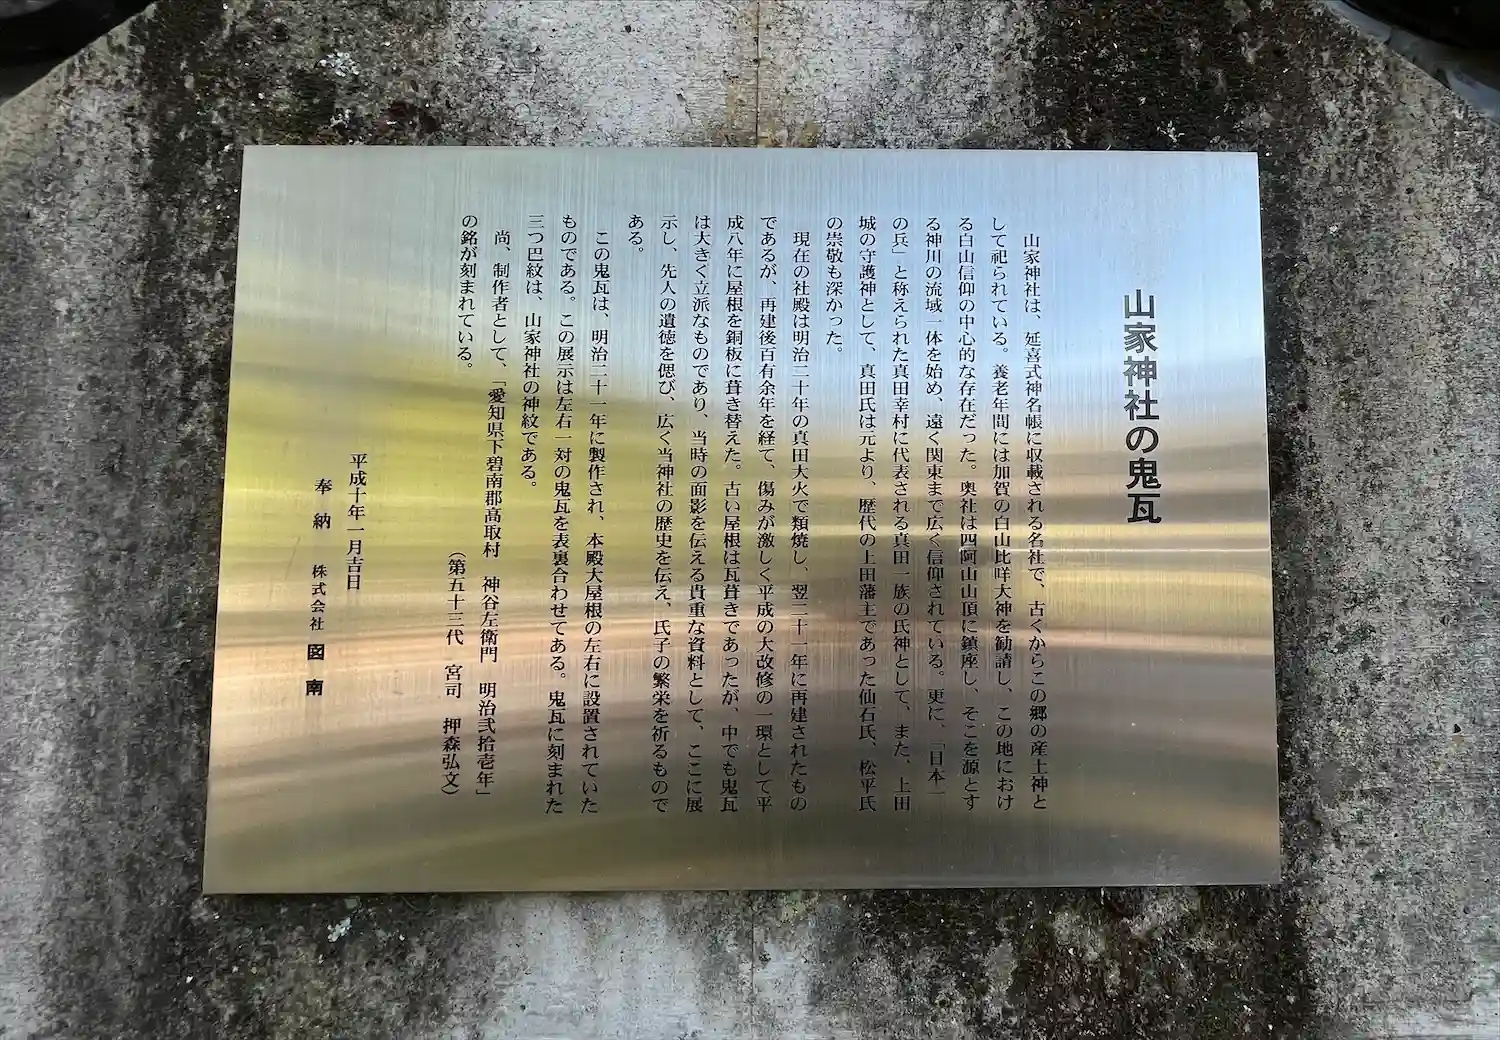 山家神社の鬼瓦
山家神社は、延喜式神名帳に収載される名社で、古くからこの郷の産土神と
して祀られている。養老年間には加賀の白山比咩大神を勧請し、この地におけ
る白山信仰の中心的な存在だった。奥社は四阿山山頂に鎮座し、そこを源とす
る神川の流域一体を始め、遠く関東まで広く信仰されている。更に、「日本一
の兵」と称えられた真田幸村に代表される真田一族の氏神として、また、上田
城の守護神として、真田氏は元より、歴代の上田藩主であった仙石氏、松平氏
の崇敬も深かった。
現在の社殿は明治二十年の真田大火で類焼し、翌二十一年に再建されたもの
であるが、再建後百有余年を経て、傷みが激しく平成の大改修の一環として平
成八年に屋根を銅板に葺き替えた。古い屋根は瓦葺きであったが、中でも鬼瓦
は大きく立派なものであり、当時の面影を伝える貴重な資料として、ここに展
示し、先人の遺徳を偲び、広く当神社の歴史を伝え、氏子の繁栄を祈るもので
ある。
この鬼瓦は、明治二十一年に製作され、本殿大屋根の左右に設置されていた
ものである。この展示は左右一対の鬼瓦を表裏合わせてある。鬼瓦に刻まれた
三つ巴紋は、山家神社の神紋である。
尚、制作者として、「愛知県下碧南郡高取村 神谷左衛門 明治弐拾壱年」
の銘が刻まれている。
（第五十三代 宮司 押森弘文）
平成十年一月吉日
奉納 株式会社 図南